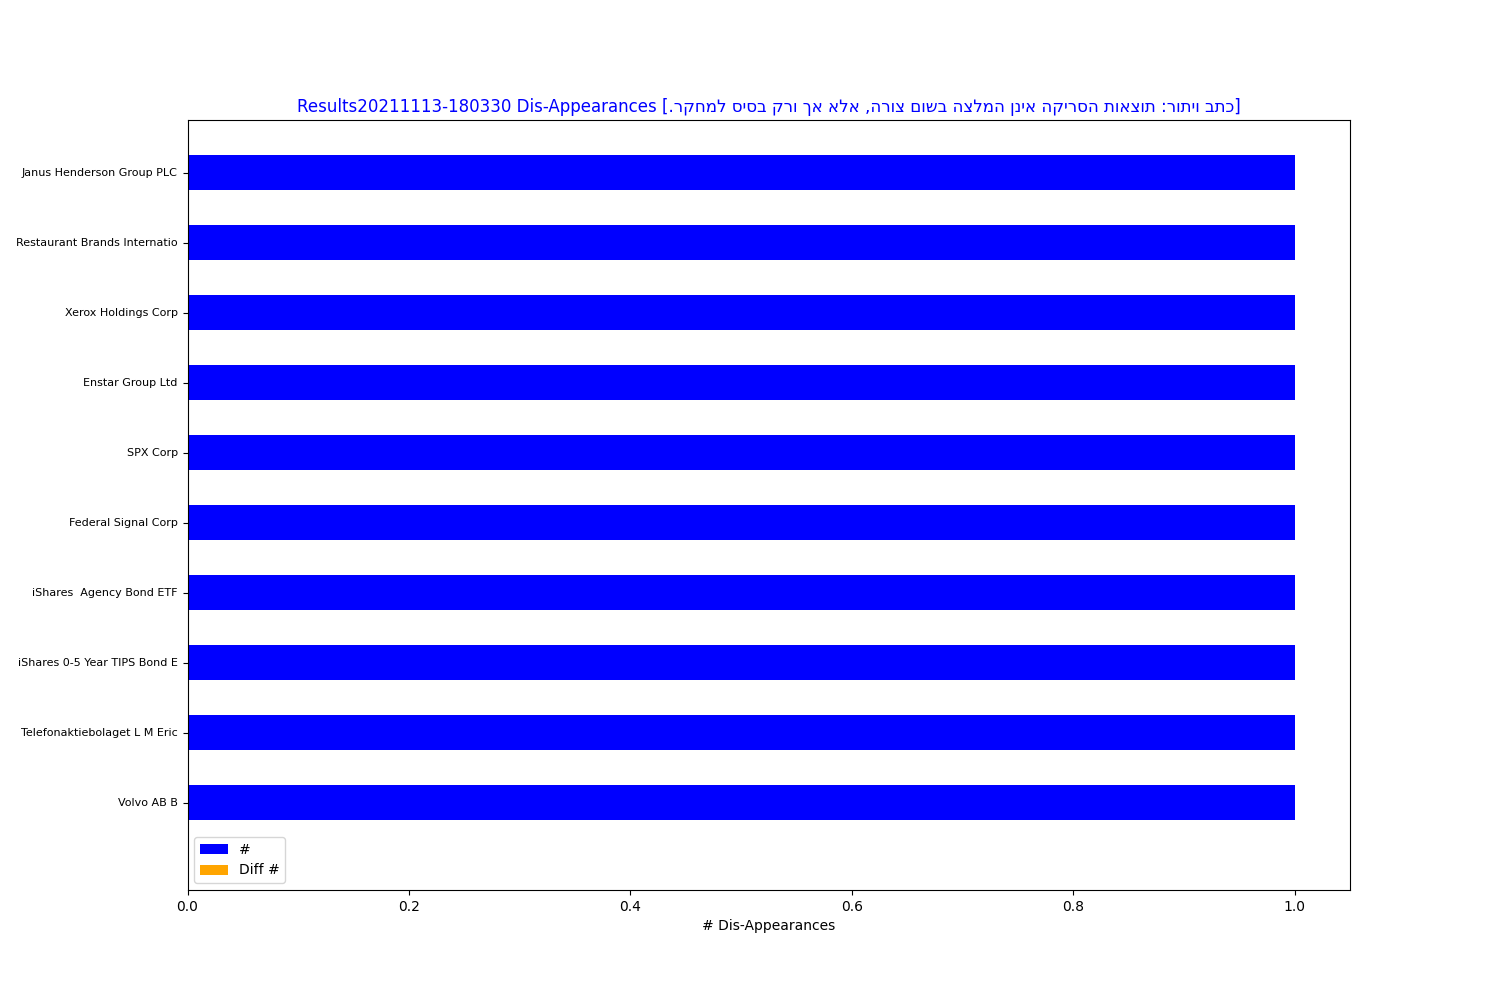 Results20211113-180330 Dis-Appearances [כתב ויתור: תוצאות הסריקה אינן המלצה בשום צורה, אלא אך ורק בסיס למחקר.]
Janus Henderson Group PLC
Restaurant Brands Internatio
Xerox Holdings Corp
Enstar Group Ltd
SPX Corp
Federal Signal Corp
iShares  Agency Bond ETF
iShares 0-5 Year TIPS Bond E
Telefonaktiebolaget L M Eric
Volvo AB B
#
Diff #
0.0 0.2 0.4 0.6 0.8 1.0
# Dis-Appearances